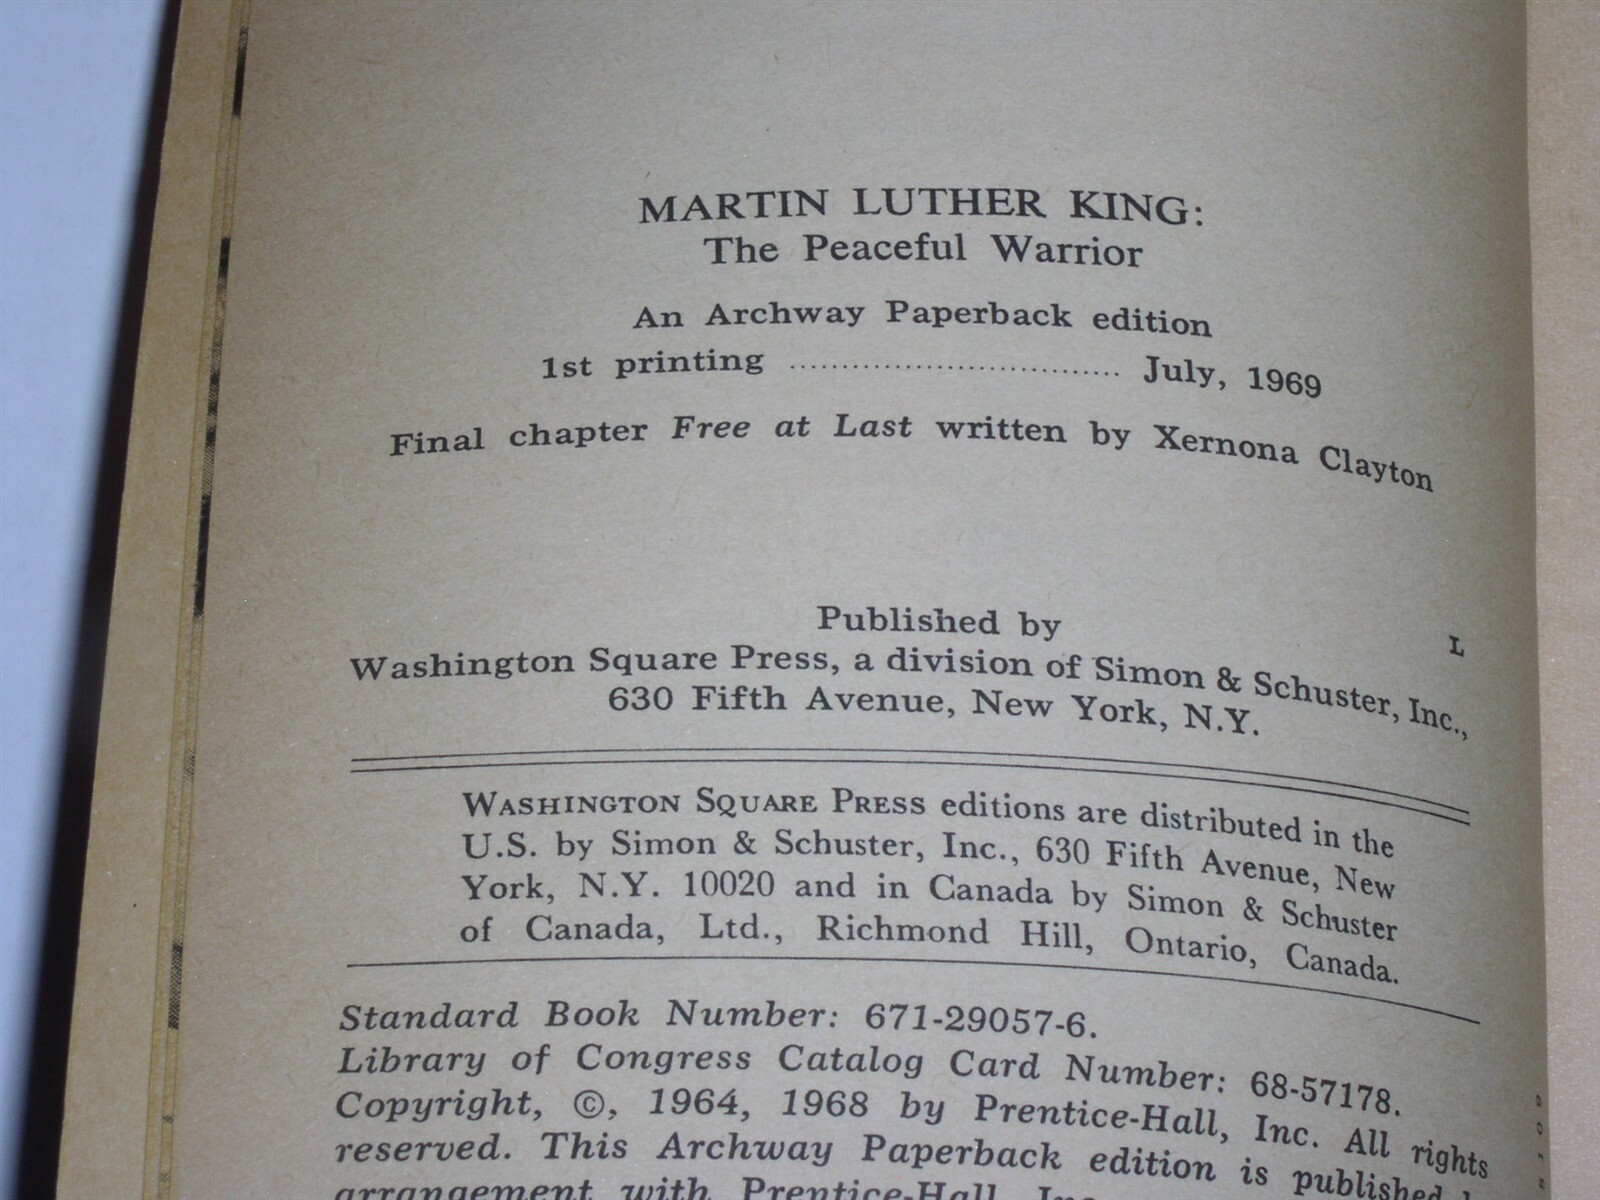 MARTIN LUTHER KING:
The Peaceful Warrior
An Archway Paperback edition
1st printing ................................ July, 1969
Final chapter Free at Last written by Xernona Clayton
Published by
L
Washington Square Press, a division of Simon & Schuster, Inc.,
630 Fifth Avenue, New York, N.Y.
WASHINGTON SQUARE PRESS editions are distributed in the
U.S. by Simon & Schuster, Inc., 630 Fifth Avenue, New
York, N.Y. 10020 and in Canada by Simon & Schuster
of Canada, Ltd., Richmond Hill, Ontario, Canada.
Standard Book Number: 671-29057-6.
Library of Congress Catalog Card Number: 68-57178.
Copyright, ©, 1964, 1968 by Prentice-Hall, Inc. All rights
reserved. This Archway Paperback edition is published
arrangement with Prentice-Hall, Inc.